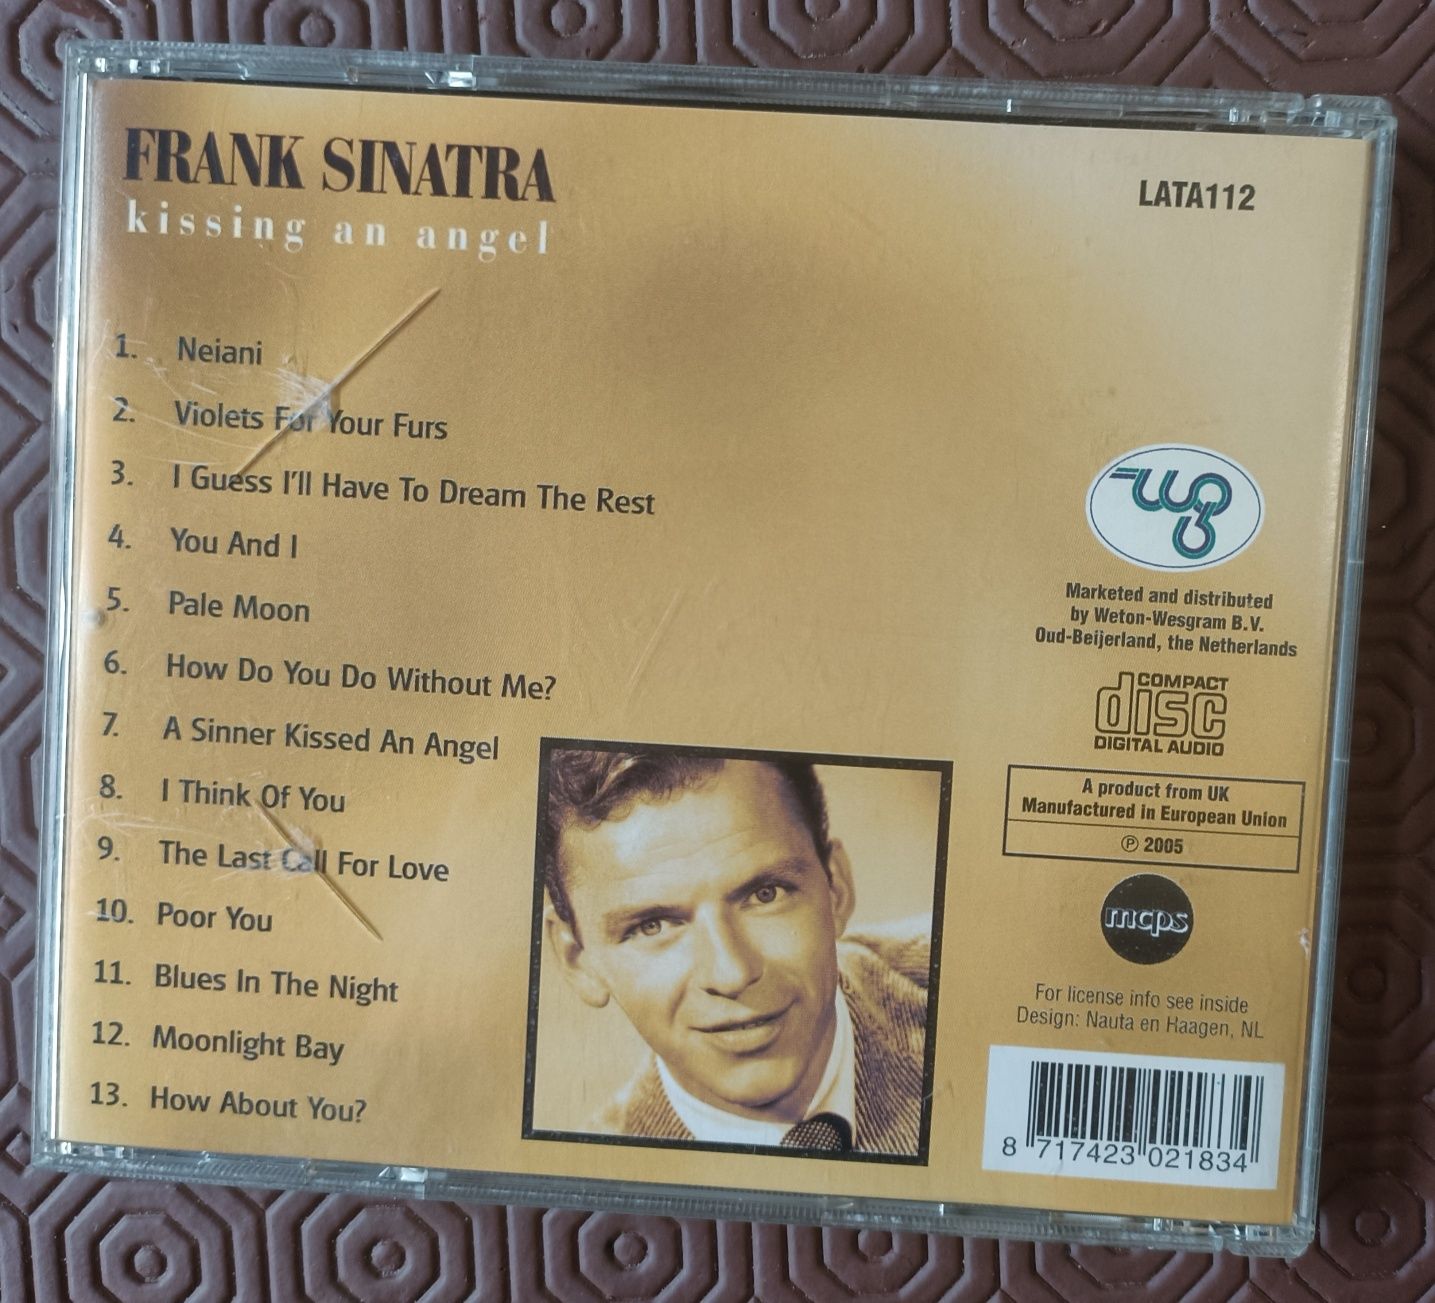 FRANK SINATRA
kissing an angel
LATA112
1. Neiani
2. Violets For Your Furs
3. I Guess I'll Have To Dream The Rest
4. You And I
5. Pale Moon
6. How Do You Do Without Me?
7. A Sinner Kissed An Angel
8. I Think Of You
9. The Last Call For Love
10. Poor You
11. Blues In The Night
12. Moonlight Bay
13. How About You?
Marketed and distributed
by Weton-Wesgram B.V.
Oud-Beijerland, the Netherlands
COMPACT
disc
DIGITAL AUDIO
A product from UK
Manufactured in European Union
℗ 2005
mcps
For license info see inside
Design: Nauta en Haagen, NL
8 717423 021834